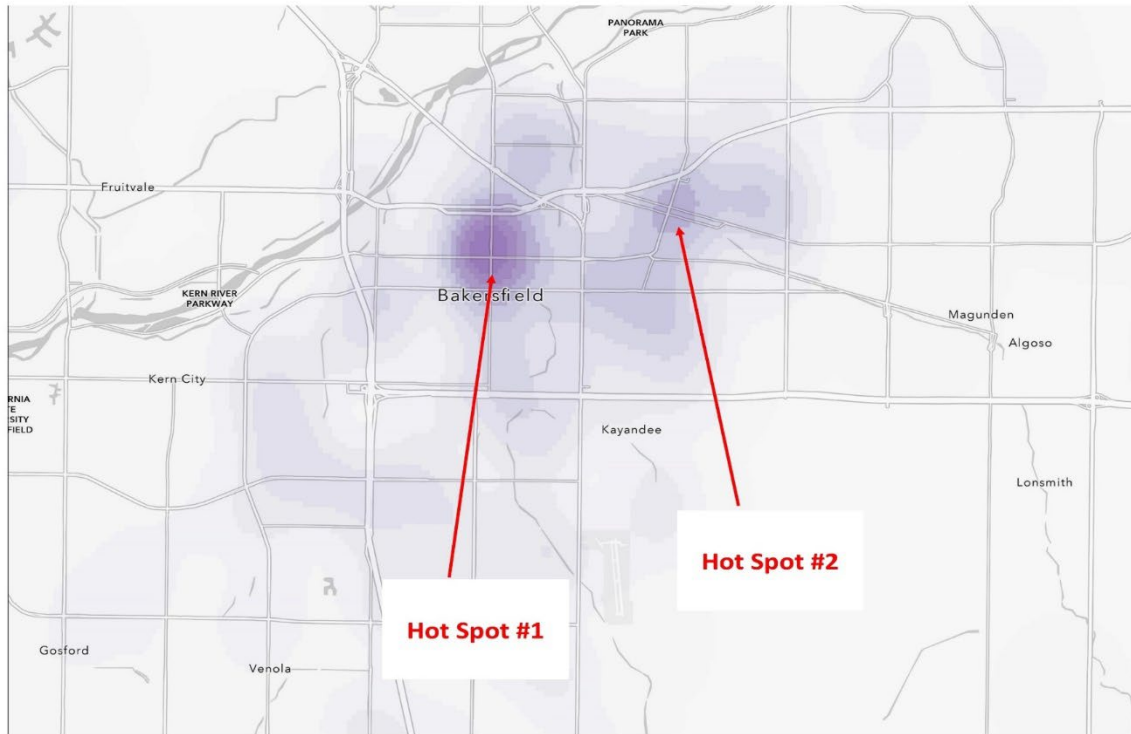 PANORAMA
PARK
Fruitvale
KERN RIVER
PARKWAY
Bakersfield
Magunden
Algoso
Kern City
RNIA
TE
SITY
FIELD
Kayandee
Lonsmith
Hot Spot #2
Hot Spot #1
Gosford
Venola